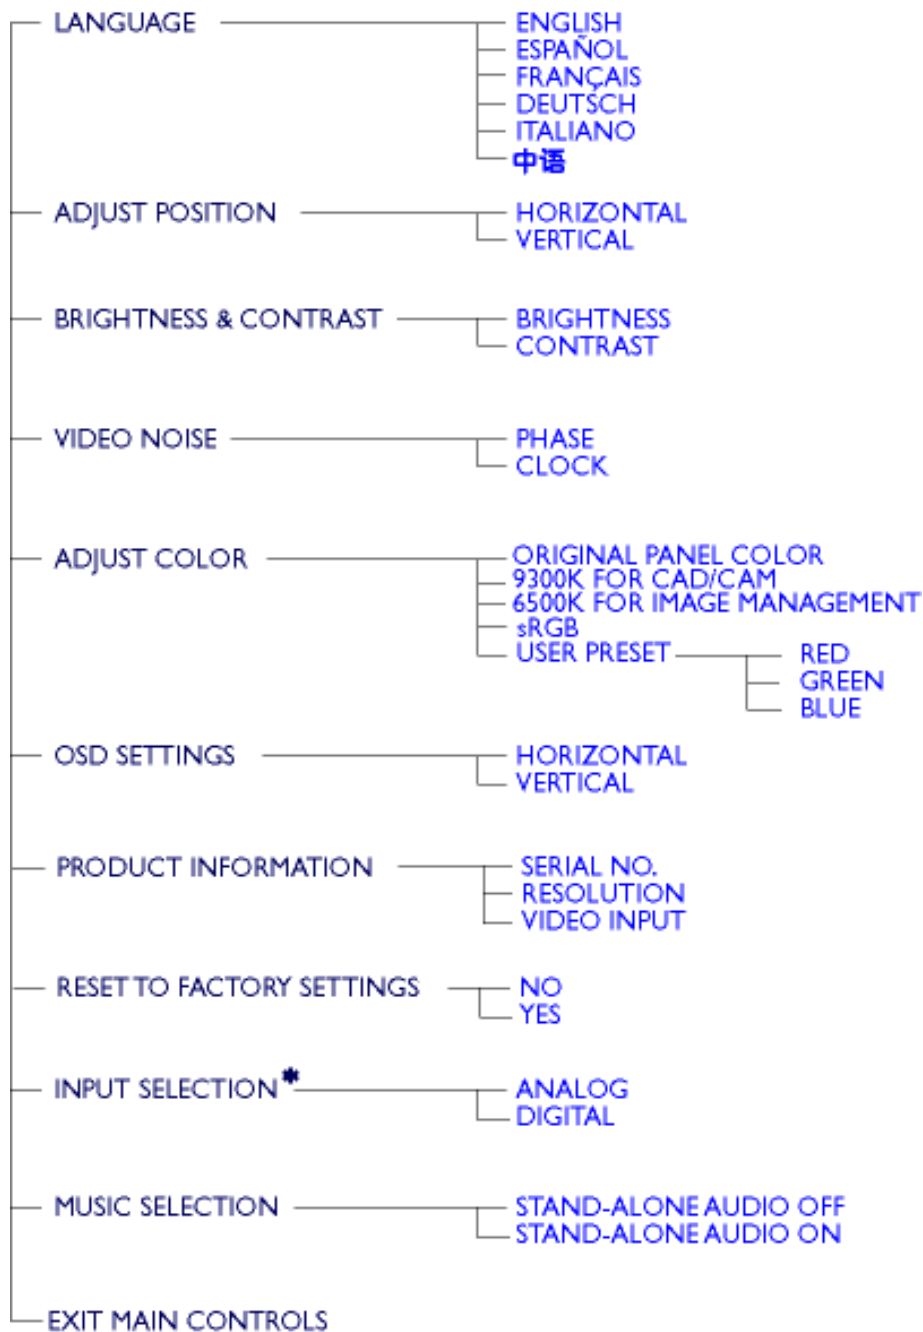 LANGUAGE
ENGLISH
ESPAÑOL
FRANÇAIS
DEUTSCH
ITALIANO
中语
ADJUST POSITION
HORIZONTAL
VERTICAL
BRIGHTNESS & CONTRAST
BRIGHTNESS
CONTRAST
VIDEO NOISE
PHASE
CLOCK
ADJUST COLOR
ORIGINAL PANEL COLOR
9300K FOR CAD/CAM
6500K FOR IMAGE MANAGEMENT
sRGB
USER PRESET
RED
GREEN
BLUE
OSD SETTINGS
HORIZONTAL
VERTICAL
PRODUCT INFORMATION
SERIAL NO.
RESOLUTION
VIDEO INPUT
RESET TO FACTORY SETTINGS
NO
YES
INPUT SELECTION*
ANALOG
DIGITAL
MUSIC SELECTION
STAND-ALONE AUDIO OFF
STAND-ALONE AUDIO ON
EXIT MAIN CONTROLS